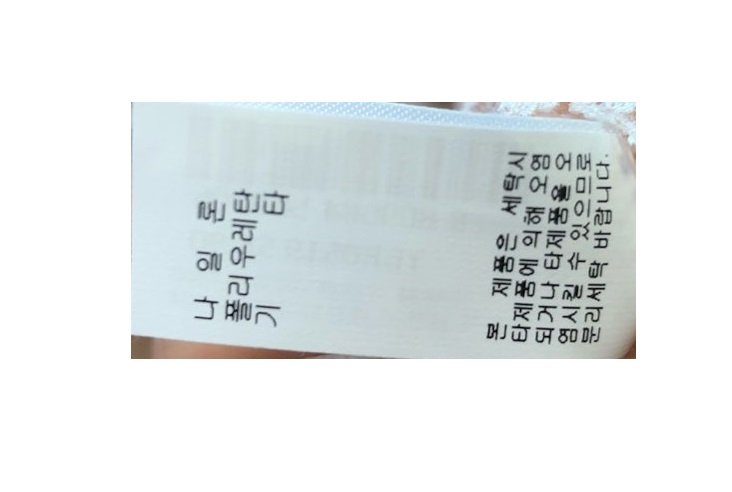 나 일 론
폴리우레탄
기 타
본 제품은 세탁시
타제품에 의해 오염
되거나 타제품을 오
염시킬 수 있으므로
분리세탁 바랍니다.